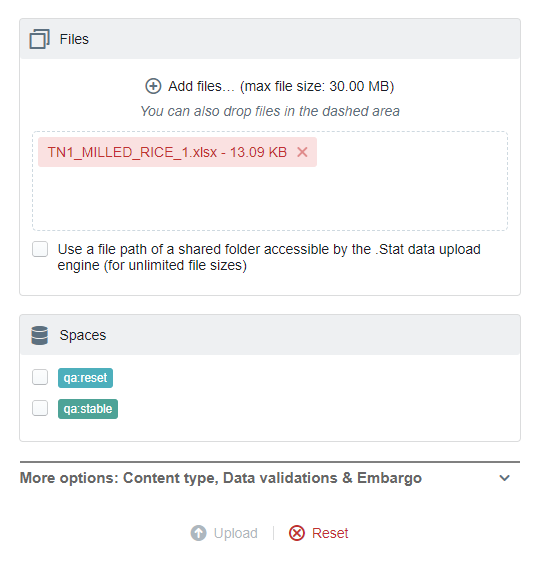 Files
Add files... (max file size: 30.00 MB)
You can also drop files in the dashed area
TN1_MILLED_RICE_1.xlsx - 13.09 KB
Use a file path of a shared folder accessible by the .Stat data upload
engine (for unlimited file sizes)
Spaces
qa:reset
qa:stable
More options: Content type, Data validations & Embargo
Upload
Reset